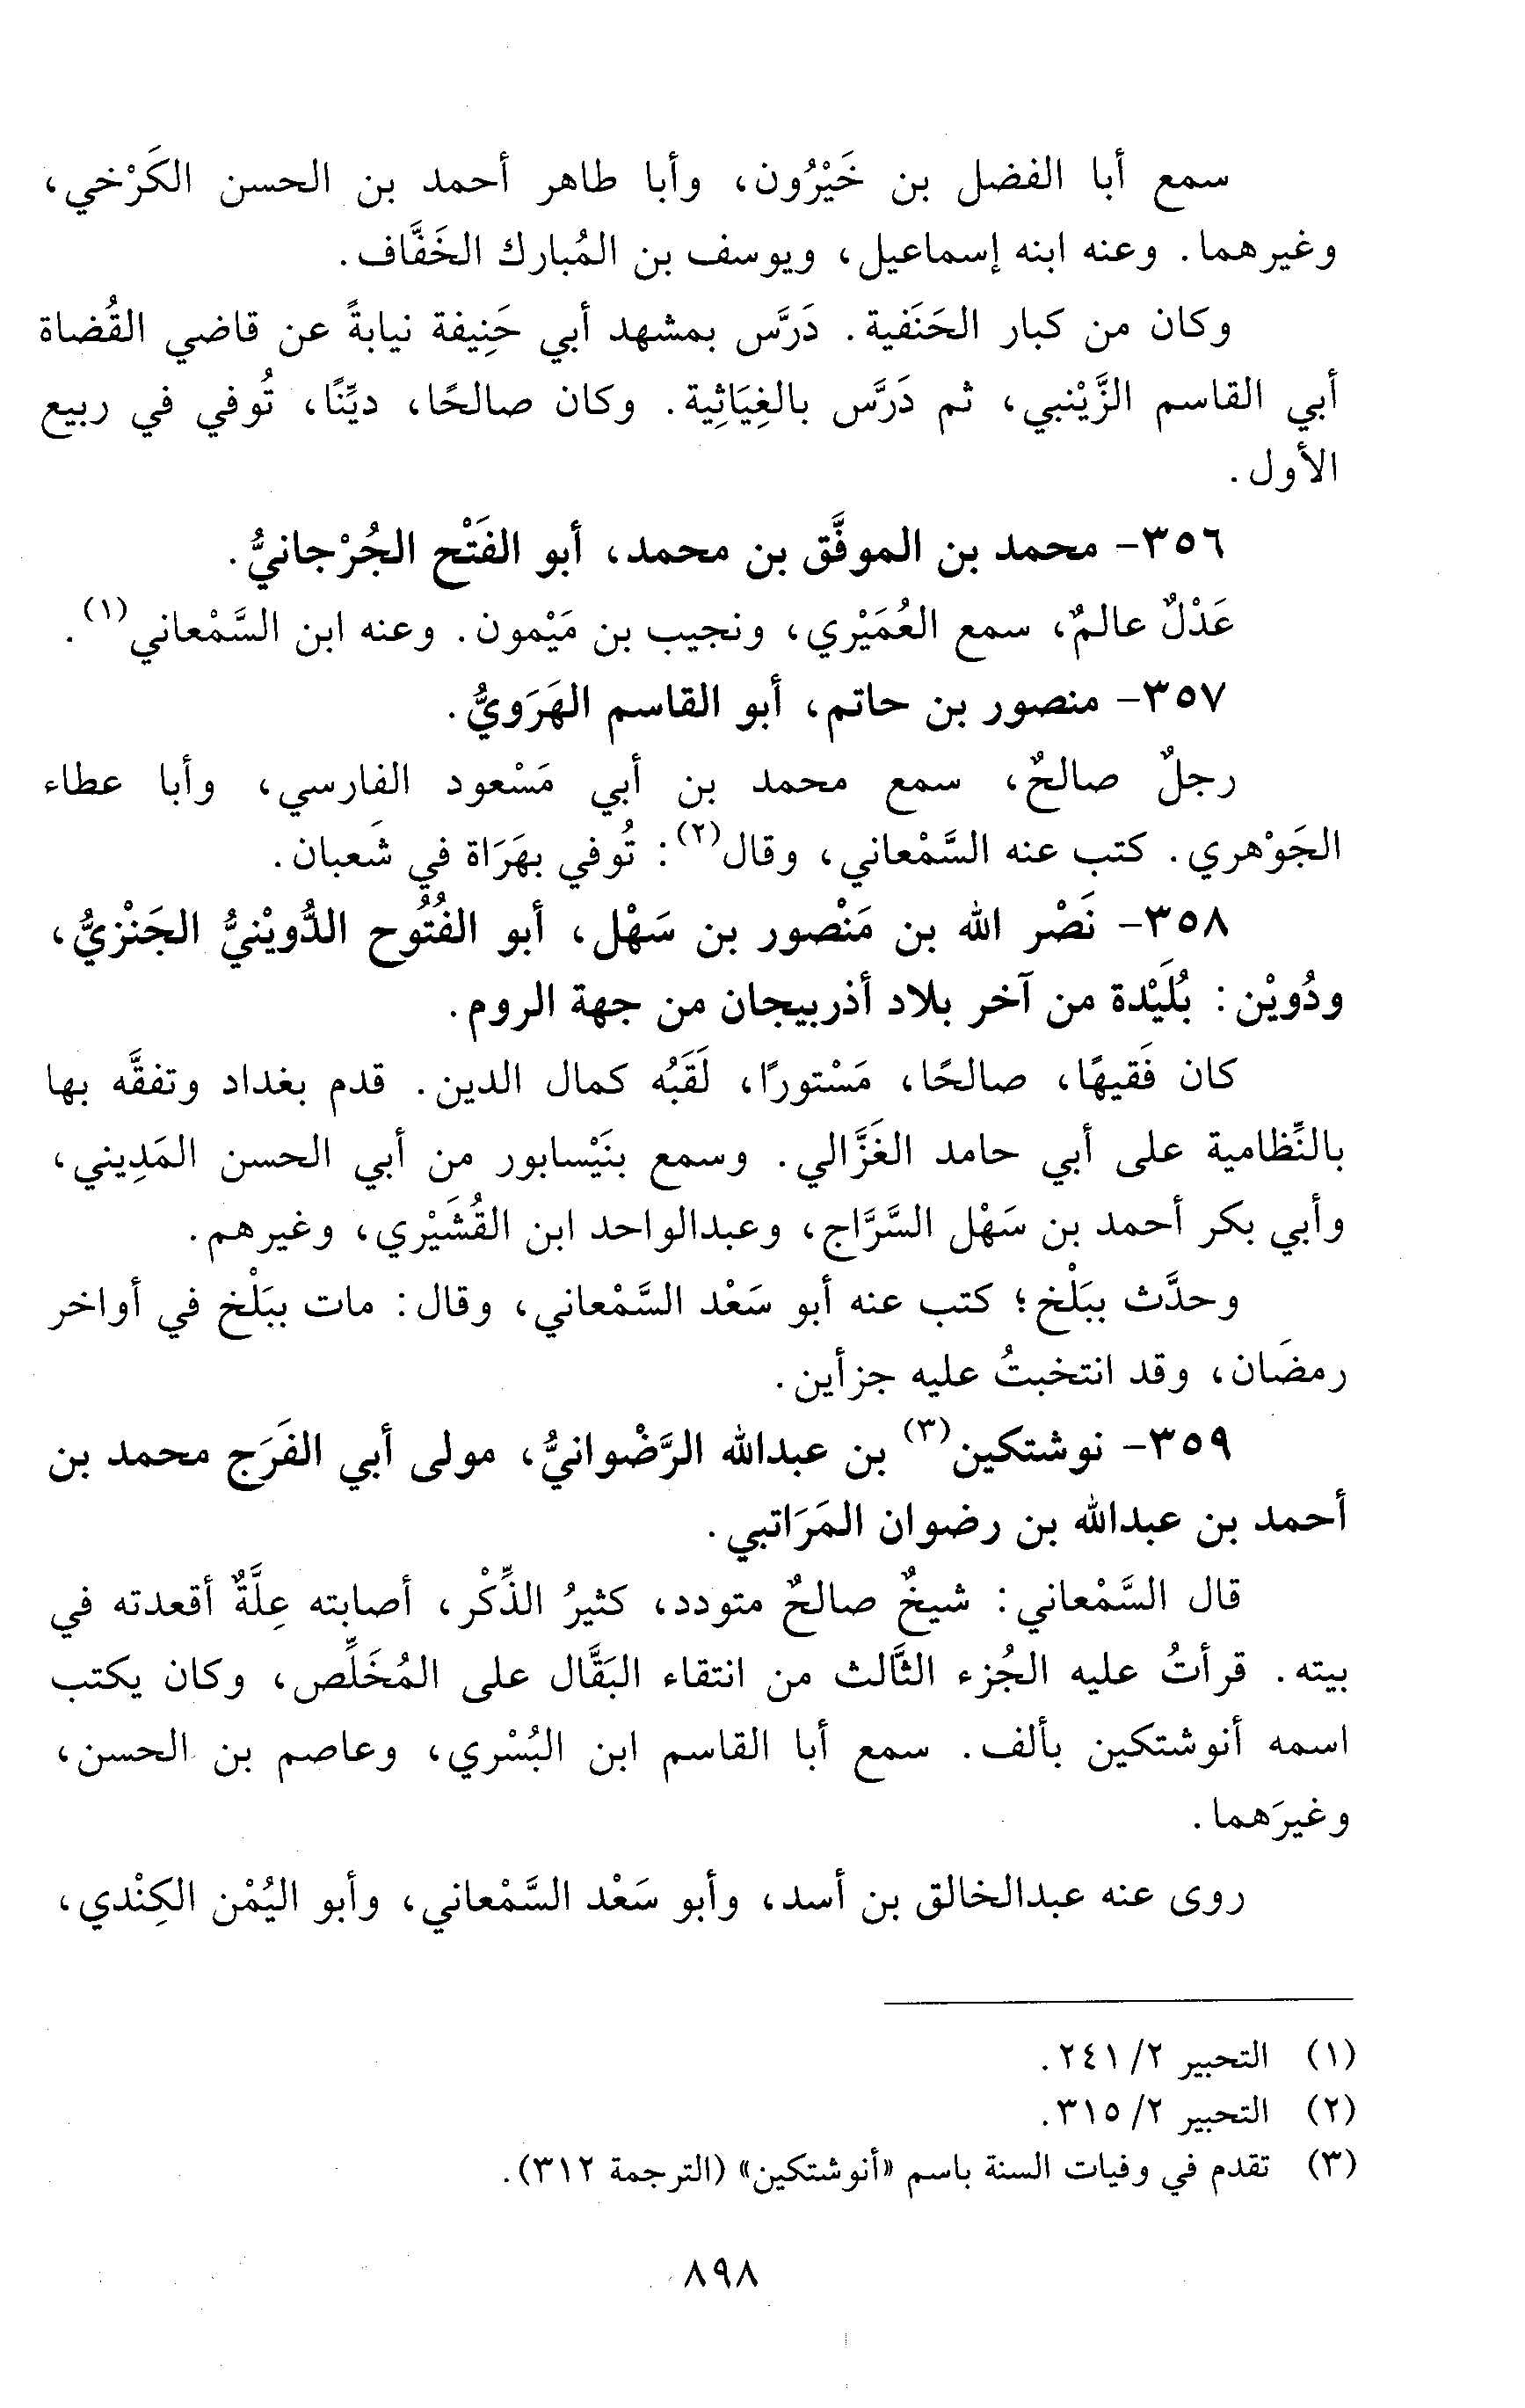 سمع أبا الفضل بن خَيْرُون، وأبا طاهر أحمد بن الحسن الكَرْخي،
وغيرهما. وعنه ابنه إسماعيل، ويوسف بن المُبارك الخَفَّاف.
وكان من كبار الحَنَفية. دَرَّس بمشهد أبي حَنِيفة نيابةً عن قاضي القُضاة
أبي القاسم الزَّيْنبي، ثم دَرَّس بالغِيَاثِية. وكان صالحًا، ديِّنًا، تُوفي في ربيع
الأول.
٣٥٦- محمد بن الموفَّق بن محمد، أبو الفَتْح الجُرْجانيُّ.
عَدْلٌ عالمٌ، سمع العُمَيْري، ونجيب بن مَيْمون. وعنه ابن السَّمْعاني(١).
٣٥٧- منصور بن حاتم، أبو القاسم الهَرَويُّ.
رجلٌ صالحٌ، سمع محمد بن أبي مَسْعود الفارسي، وأبا عطاء
الجَوْهري. كتب عنه السَّمْعاني، وقال(٢): تُوفي بهَرَاة في شَعبان.
٣٥٨- نَصْر الله بن مَنْصور بن سَهْل، أبو الفُتُوح الدُّويْنيُّ الجَنْزيُّ،
ودُويْن: بُلَيْدة من آخر بلاد أذربيجان من جهة الروم.
كان فَقيهًا، صالحًا، مَسْتورًا، لَقَبُه كمال الدين. قدم بغداد وتفقَّه بها
بالنِّظامية على أبي حامد الغَزَّالي. وسمع بنَيْسابور من أبي الحسن المَدِيني،
وأبي بكر أحمد بن سَهْل السَّرَّاج، وعبدالواحد ابن القُشَيْري، وغيرهم.
وحدَّث ببَلْخ؛ كتب عنه أبو سَعْد السَّمْعاني، وقال: مات ببَلْخ في أواخر
رمضَان، وقد انتخبتُ عليه جزأين.
٣٥٩- نوشتكين(٣) بن عبدالله الرَّضْوانيُّ، مولى أبي الفَرَج محمد بن
أحمد بن عبدالله بن رضوان المَرَاتبي.
قال السَّمْعاني: شيخٌ صالحٌ متودد، كثيرُ الذِّكْر، أصابته عِلَّةٌ أقعدته في
بيته. قرأتُ عليه الجُزء الثَّالث من انتقاء البَقَّال على المُخَلِّص، وكان يكتب
اسمه أنوشتكين بألف. سمع أبا القاسم ابن البُسْري، وعاصم بن الحسن،
وغيرَهما.
روى عنه عبدالخالق بن أسد، وأبو سَعْد السَّمْعاني، وأبو اليُمْن الكِنْدي،
(١) التحبير ٢/ ٢٤١.
(٢) التحبير ٢/ ٣١٥.
(٣) تقدم في وفيات السنة باسم «أنوشتكين» (الترجمة ٣١٢).
٨٩٨